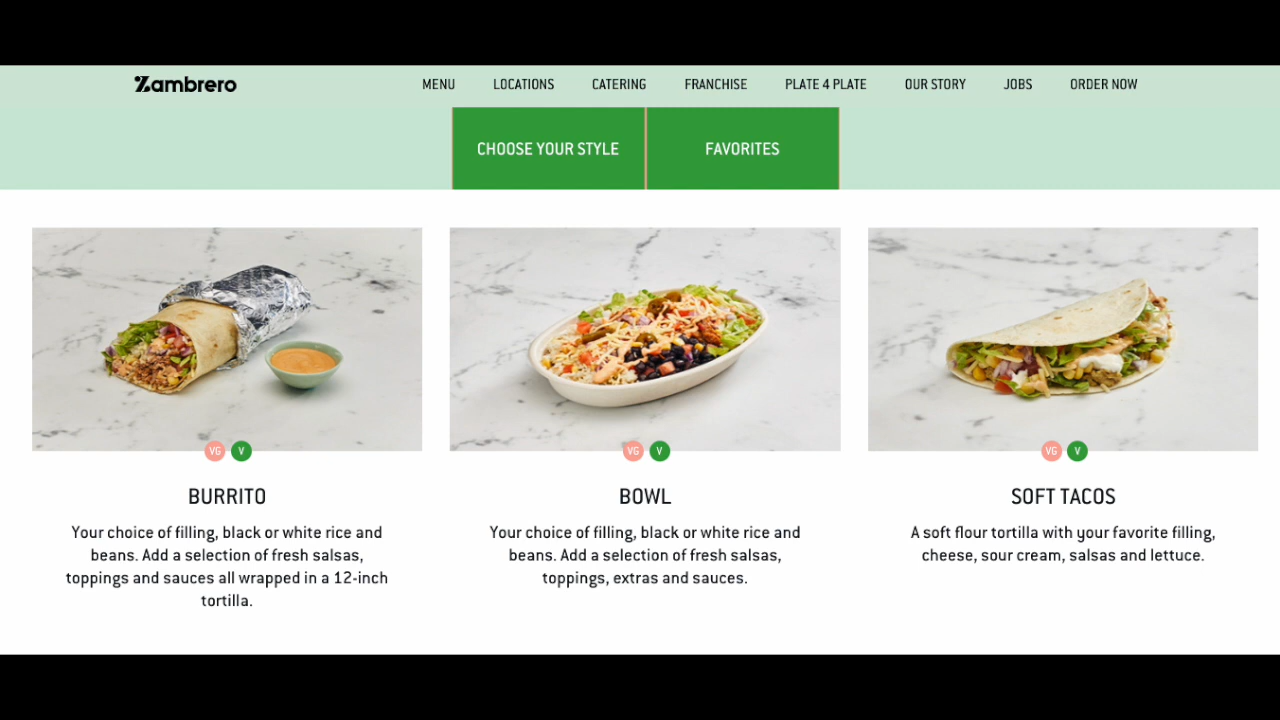 Zambrero
MENU LOCATIONS CATERING FRANCHISE PLATE 4 PLATE OUR STORY JOBS ORDER NOW
CHOOSE YOUR STYLE FAVORITES
VG V
VG V
VG V
BURRITO
Your choice of filling, black or white rice and
beans. Add a selection of fresh salsas,
toppings and sauces all wrapped in a 12-inch
tortilla.
BOWL
Your choice of filling, black or white rice and
beans. Add a selection of fresh salsas,
toppings, extras and sauces.
SOFT TACOS
A soft flour tortilla with your favorite filling,
cheese, sour cream, salsas and lettuce.